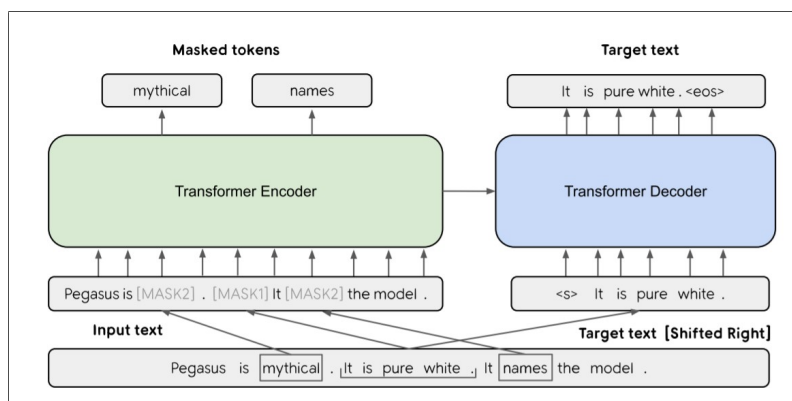 Masked tokens
Target text
mythical
names
It is pure white . <eos>
Transformer Encoder
Transformer Decoder
Pegasus is [MASK2] . [MASK1] It [MASK2] the model .
<s> It is pure white .
Input text
Target text [Shifted Right]
Pegasus is mythical . It is pure white . It names the model .